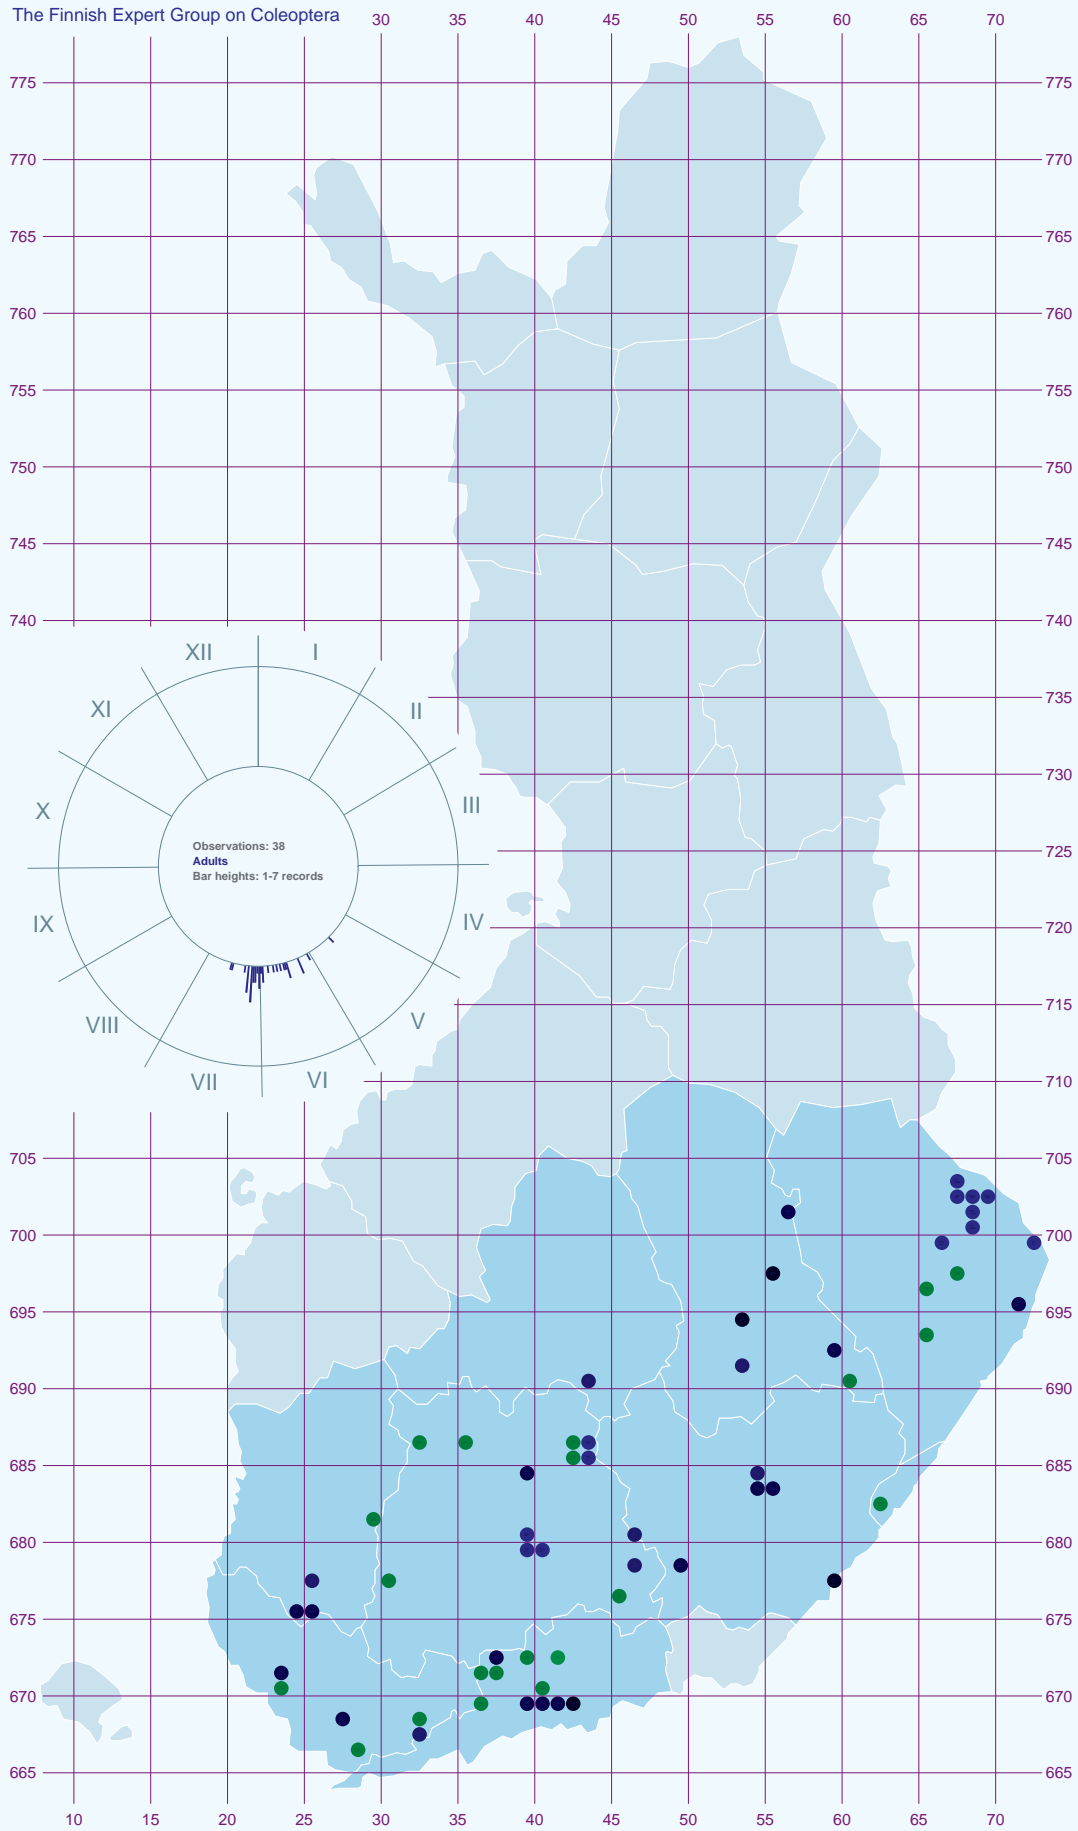 The Finnish Expert Group on Coleoptera 30 35 40 45 50 55 60 65 70
775 775
770 770
765 765
760 760
755 755
750 750
745 745
740 740
735
730
725
720
715
710
XII I
XI II
X III
IX IV
VIII V
VII VI
Observations: 38
Adults
Bar heights: 1-7 records
705 705
700 700
695 695
690 690
685 685
680 680
675 675
670 670
665 665
10 15 20 25 30 35 40 45 50 55 60 65 70